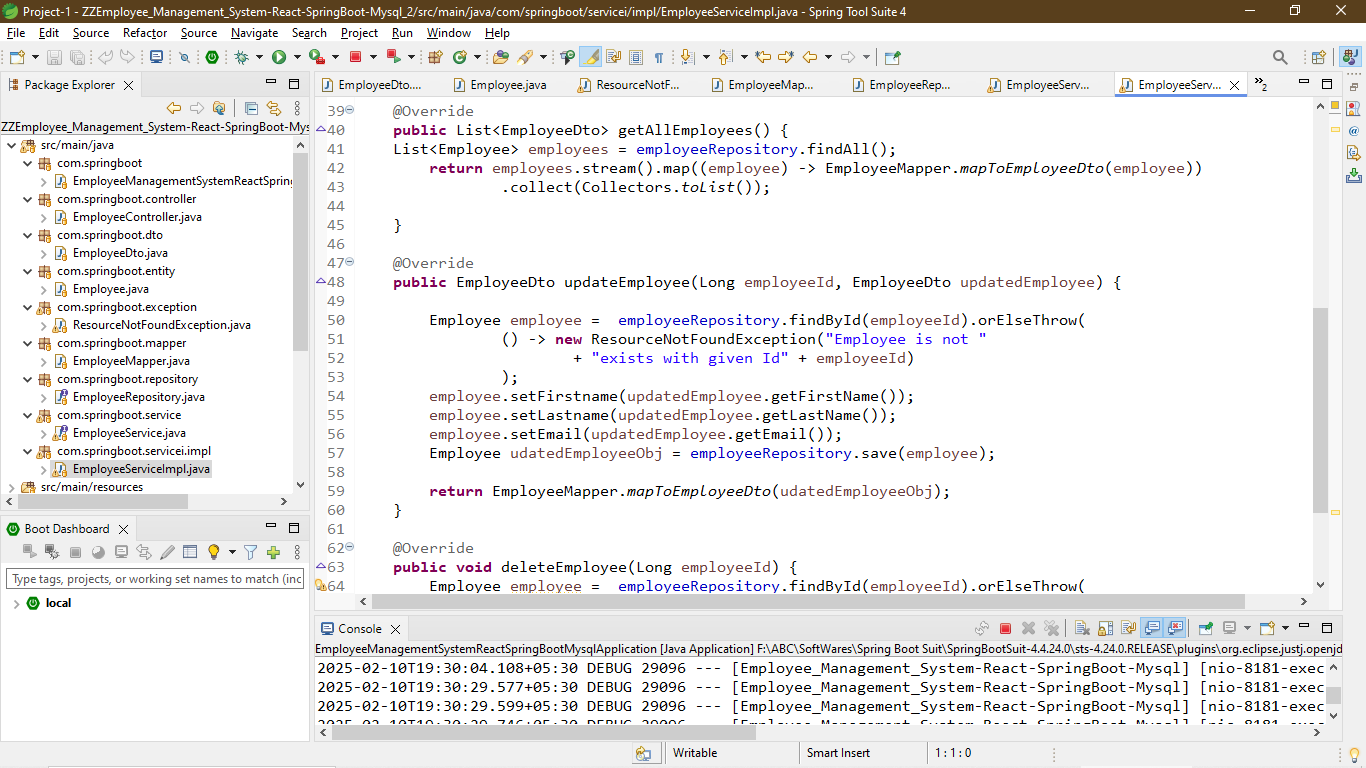 Project-1 - ZZEmployee_Management_System-React-SpringBoot-Mysql_2/src/main/java/com/springboot/servicei/impl/EmployeeServiceImpl.java - Spring Tool Suite 4
File Edit Source Refactor Source Navigate Search Project Run Window Help
Package Explorer
ZZEmployee_Management_System-React-SpringBoot-Mys
src/main/java
com.springboot
EmployeeManagementSystemReactSpring
com.springboot.controller
EmployeeController.java
com.springboot.dto
EmployeeDto.java
com.springboot.entity
Employee.java
com.springboot.exception
ResourceNotFoundException.java
com.springboot.mapper
EmployeeMapper.java
com.springboot.repository
EmployeeRepository.java
com.springboot.service
EmployeeService.java
com.springboot.servicei.impl
EmployeeServiceImpl.java
src/main/resources
Boot Dashboard
Type tags, projects, or working set names to match (inc
local
EmployeeDto.... Employee.java ResourceNotF... EmployeeMap... EmployeeRep... EmployeeServ... EmployeeServ... »2
39 @Override
40 public List<EmployeeDto> getAllEmployees() {
41 List<Employee> employees = employeeRepository.findAll();
42 return employees.stream().map((employee) -> EmployeeMapper.mapToEmployeeDto(employee))
43 .collect(Collectors.toList());
44
45 }
46
47 @Override
48 public EmployeeDto updateEmployee(Long employeeId, EmployeeDto updatedEmployee) {
49
50 Employee employee = employeeRepository.findById(employeeId).orElseThrow(
51 () -> new ResourceNotFoundException("Employee is not "
52 + "exists with given Id" + employeeId)
53 );
54 employee.setFirstname(updatedEmployee.getFirstName());
55 employee.setLastname(updatedEmployee.getLastName());
56 employee.setEmail(updatedEmployee.getEmail());
57 Employee udatedEmployeeObj = employeeRepository.save(employee);
58
59 return EmployeeMapper.mapToEmployeeDto(udatedEmployeeObj);
60 }
61
62 @Override
63 public void deleteEmployee(Long employeeId) {
64 Employee employee = employeeRepository.findById(employeeId).orElseThrow(
Console
EmployeeManagementSystemReactSpringBootMysqlApplication [Java Application] F:\ABC\SoftWares\Spring Boot Suit\SpringBootSuit-4.4.24.0\sts-4.24.0.RELEASE\plugins\org.eclipse.justj.openjd
2025-02-10T19:30:04.108+05:30 DEBUG 29096 --- [Employee_Management_System-React-SpringBoot-Mysql] [nio-8181-exec
2025-02-10T19:30:29.577+05:30 DEBUG 29096 --- [Employee_Management_System-React-SpringBoot-Mysql] [nio-8181-exec
2025-02-10T19:30:29.599+05:30 DEBUG 29096 --- [Employee_Management_System-React-SpringBoot-Mysql] [nio-8181-exec
Writable Smart Insert 1 : 1 : 0